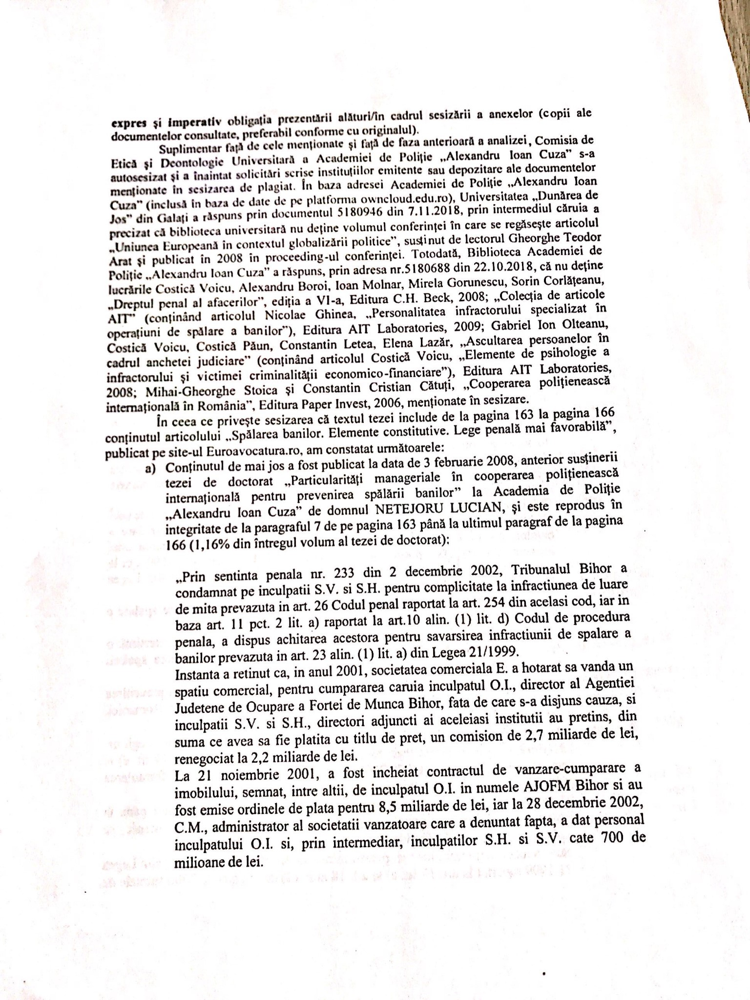 expres și imperativ obligația prezentării alături/în cadrul sesizării a anexelor (copii ale
documentelor consultate, preferabil conforme cu originalul).
Suplimentar față de cele menționate și față de faza anterioară a analizei, Comisia de
Etică și Deontologie Universitară a Academiei de Poliție „Alexandru Ioan Cuza” s-a
autosesizat și a înaintat solicitări scrise instituțiilor emitente sau depozitare ale documentelor
menționate în sesizarea de plagiat. În baza adresei Academiei de Poliție „Alexandru Ioan
Cuza” (inclusă în baza de date de pe platforma owncloud.edu.ro), Universitatea „Dunărea de
Jos” din Galați a răspuns prin documentul 5180946 din 7.11.2018, prin intermediul căruia a
precizat că biblioteca universitară nu deține volumul conferinței în care se regăsește articolul
„Uniunea Europeană în contextul globalizării politice”, susținut de lectorul Gheorghe Teodor
Arat și publicat în 2008 în proceeding-ul conferinței. Totodată, Biblioteca Academiei de
Poliție „Alexandru Ioan Cuza” a răspuns, prin adresa nr.5180688 din 22.10.2018, că nu deține
lucrările Costică Voicu, Alexandru Boroi, Ioan Molnar, Mirela Gorunescu, Sorin Corlățeanu,
„Dreptul penal al afacerilor”, ediția a VI-a, Editura C.H. Beck, 2008; „Colecția de articole
AIT” (conținând articolul Nicolae Ghinea, „Personalitatea infractorului specializat în
operațiuni de spălare a banilor”), Editura AIT Laboratories, 2009; Gabriel Ion Olteanu,
Costică Voicu, Costică Păun, Constantin Letea, Elena Lazăr, „Ascultarea persoanelor în
cadrul anchetei judiciare” (conținând articolul Costică Voicu, „Elemente de psihologie a
infractorului și victimei criminalității economico-financiare”), Editura AIT Laboratories,
2008; Mihai-Gheorghe Stoica și Constantin Cristian Cătuți, „Cooperarea polițienească
internațională în România”, Editura Paper Invest, 2006, menționate în sesizare.
În ceea ce privește sesizarea că textul tezei include de la pagina 163 la pagina 166
conținutul articolului „Spălarea banilor. Elemente constitutive. Lege penală mai favorabilă”,
publicat pe site-ul Euroavocatura.ro, am constatat următoarele:
a) Conținutul de mai jos a fost publicat la data de 3 februarie 2008, anterior susținerii
tezei de doctorat „Particularități manageriale în cooperarea polițienească
internațională pentru prevenirea spălării banilor” la Academia de Poliție
„Alexandru Ioan Cuza” de domnul NETEJORU LUCIAN, și este reprodus în
integritate de la paragraful 7 de pe pagina 163 până la ultimul paragraf de la pagina
166 (1,16% din întregul volum al tezei de doctorat):
„Prin sentinta penala nr. 233 din 2 decembrie 2002, Tribunalul Bihor a
condamnat pe inculpatii S.V. si S.H. pentru complicitate la infractiunea de luare
de mita prevazuta in art. 26 Codul penal raportat la art. 254 din acelasi cod, iar in
baza art. 11 pct. 2 lit. a) raportat la art.10 alin. (1) lit. d) Codul de procedura
penala, a dispus achitarea acestora pentru savarsirea infractiunii de spalare a
banilor prevazuta in art. 23 alin. (1) lit. a) din Legea 21/1999.
Instanta a retinut ca, in anul 2001, societatea comerciala E. a hotarat sa vanda un
spatiu comercial, pentru cumpararea caruia inculpatul O.I., director al Agentiei
Judetene de Ocupare a Fortei de Munca Bihor, fata de care s-a disjuns cauza, si
inculpatii S.V. si S.H., directori adjuncti ai aceleiasi institutii au pretins, din
suma ce avea sa fie platita cu titlu de pret, un comision de 2,7 miliarde de lei,
renegociat la 2,2 miliarde de lei.
La 21 noiembrie 2001, a fost incheiat contractul de vanzare-cumparare a
imobilului, semnat, intre altii, de inculpatul O.I. in numele AJOFM Bihor si au
fost emise ordinele de plata pentru 8,5 miliarde de lei, iar la 28 decembrie 2002,
C.M., administrator al societatii vanzatoare care a denuntat fapta, a dat personal
inculpatului O.I. si, prin intermediar, inculpatilor S.H. si S.V. cate 700 de
milioane de lei.